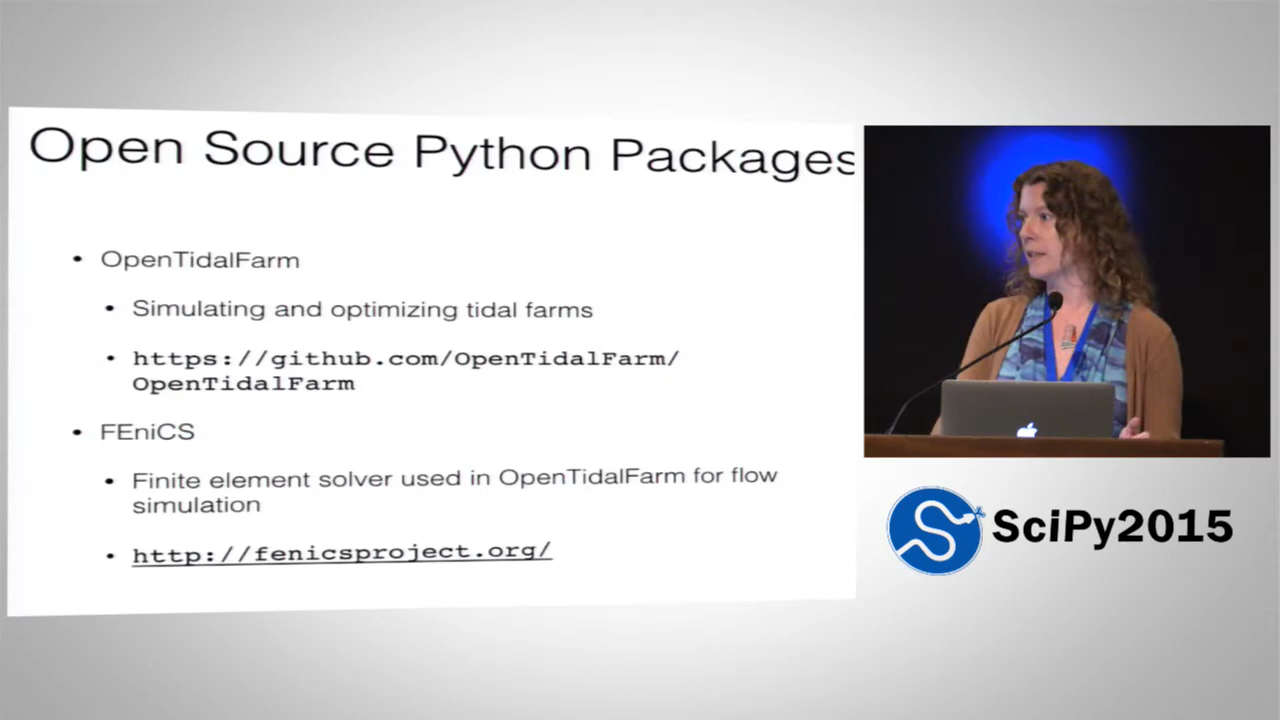 Open Source Python Packages
• OpenTidalFarm
• Simulating and optimizing tidal farms
• https://github.com/OpenTidalFarm/
OpenTidalFarm
• FEniCS
• Finite element solver used in OpenTidalFarm for flow
simulation
• http://fenicsproject.org/
SciPy2015